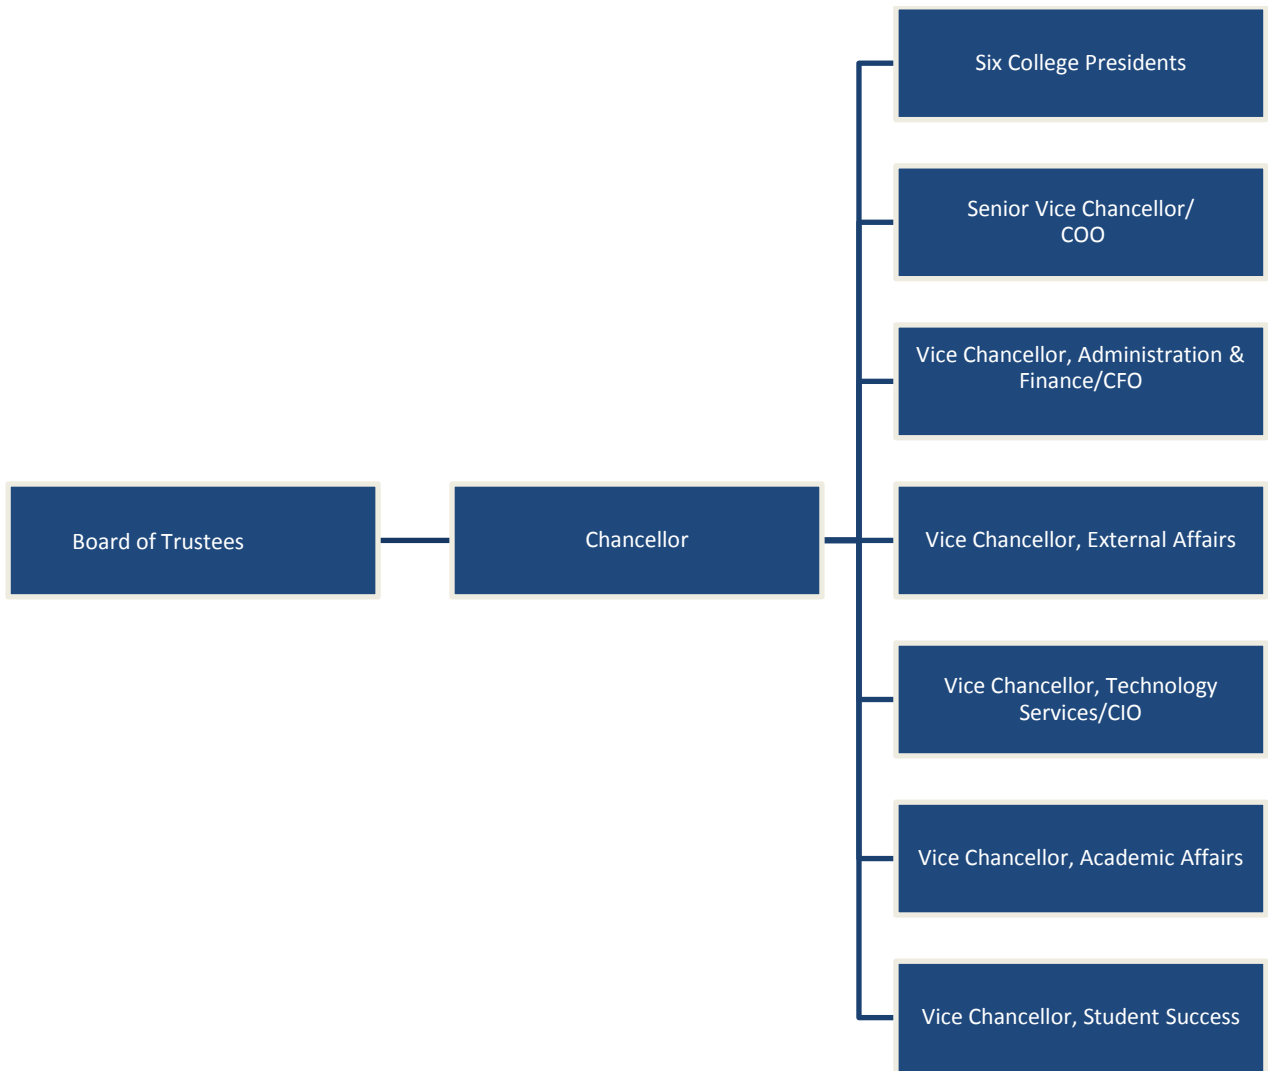 Six College Presidents
Senior Vice Chancellor/
COO
Vice Chancellor, Administration &
Finance/CFO
Board of Trustees
Chancellor
Vice Chancellor, External Affairs
Vice Chancellor, Technology
Services/CIO
Vice Chancellor, Academic Affairs
Vice Chancellor, Student Success